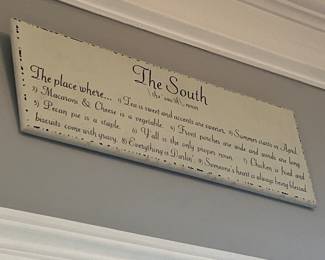 The South
noun
The place where... 1) Tea is sweet and accents are sweeter. 2) Summer starts in April.
3) Macaroni & Cheese is a vegetable. 4) Front porches are wide and words are long.
5) Pecan pie is a staple. 6) Y'all is the only proper noun. 7) Chicken is fried and
biscuits come with gravy. 8) Everything is Darlin' 9) Someone's heart is always being blessed